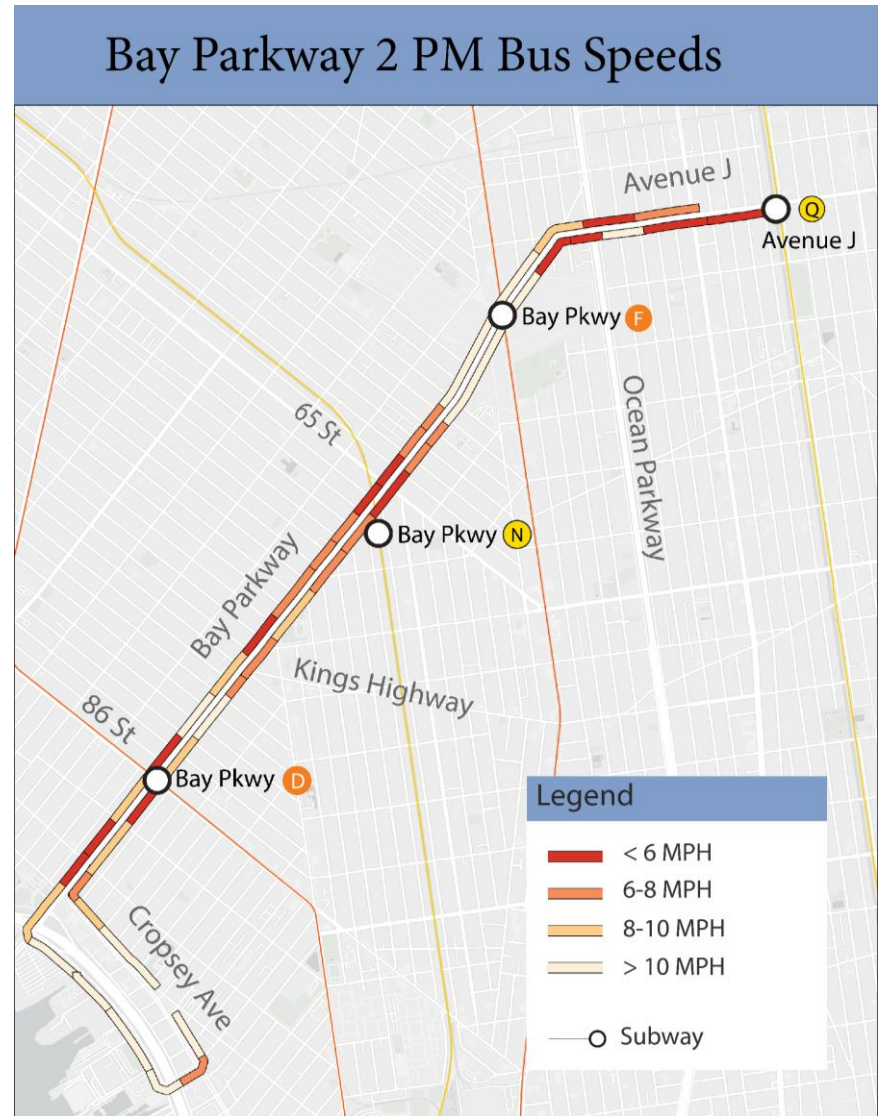 Bay Parkway 2 PM Bus Speeds
Avenue J
Q
Avenue J
Bay Pkwy F
Ocean Parkway
65 St
Bay Pkwy N
Bay Parkway
Kings Highway
86 St
Bay Pkwy D
Cropsey Ave
Legend
< 6 MPH
6-8 MPH
8-10 MPH
> 10 MPH
Subway